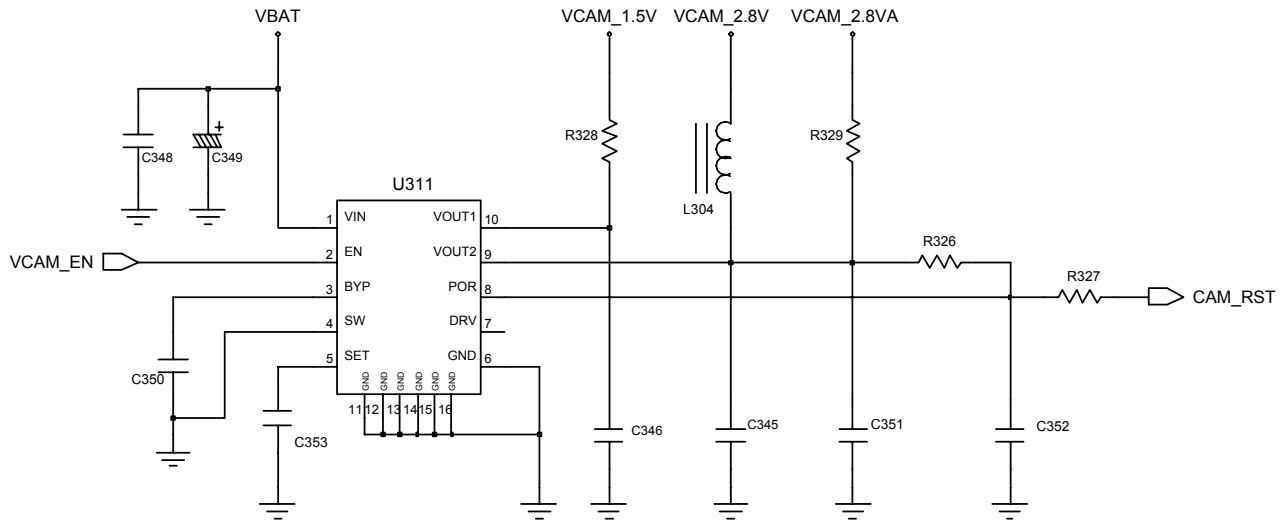 VBAT
VCAM_1.5V
VCAM_2.8V
VCAM_2.8VA
C348
+
C349
R328
L304
R329
U311
1
VIN
VOUT1
10
VCAM_EN
2
EN
VOUT2
9
R326
3
BYP
POR
8
R327
CAM_RST
4
SW
DRV
7
5
SET
GND
6
GND
GND
GND
GND
GND
GND
11
12
13
14
15
16
C350
C353
C346
C345
C351
C352